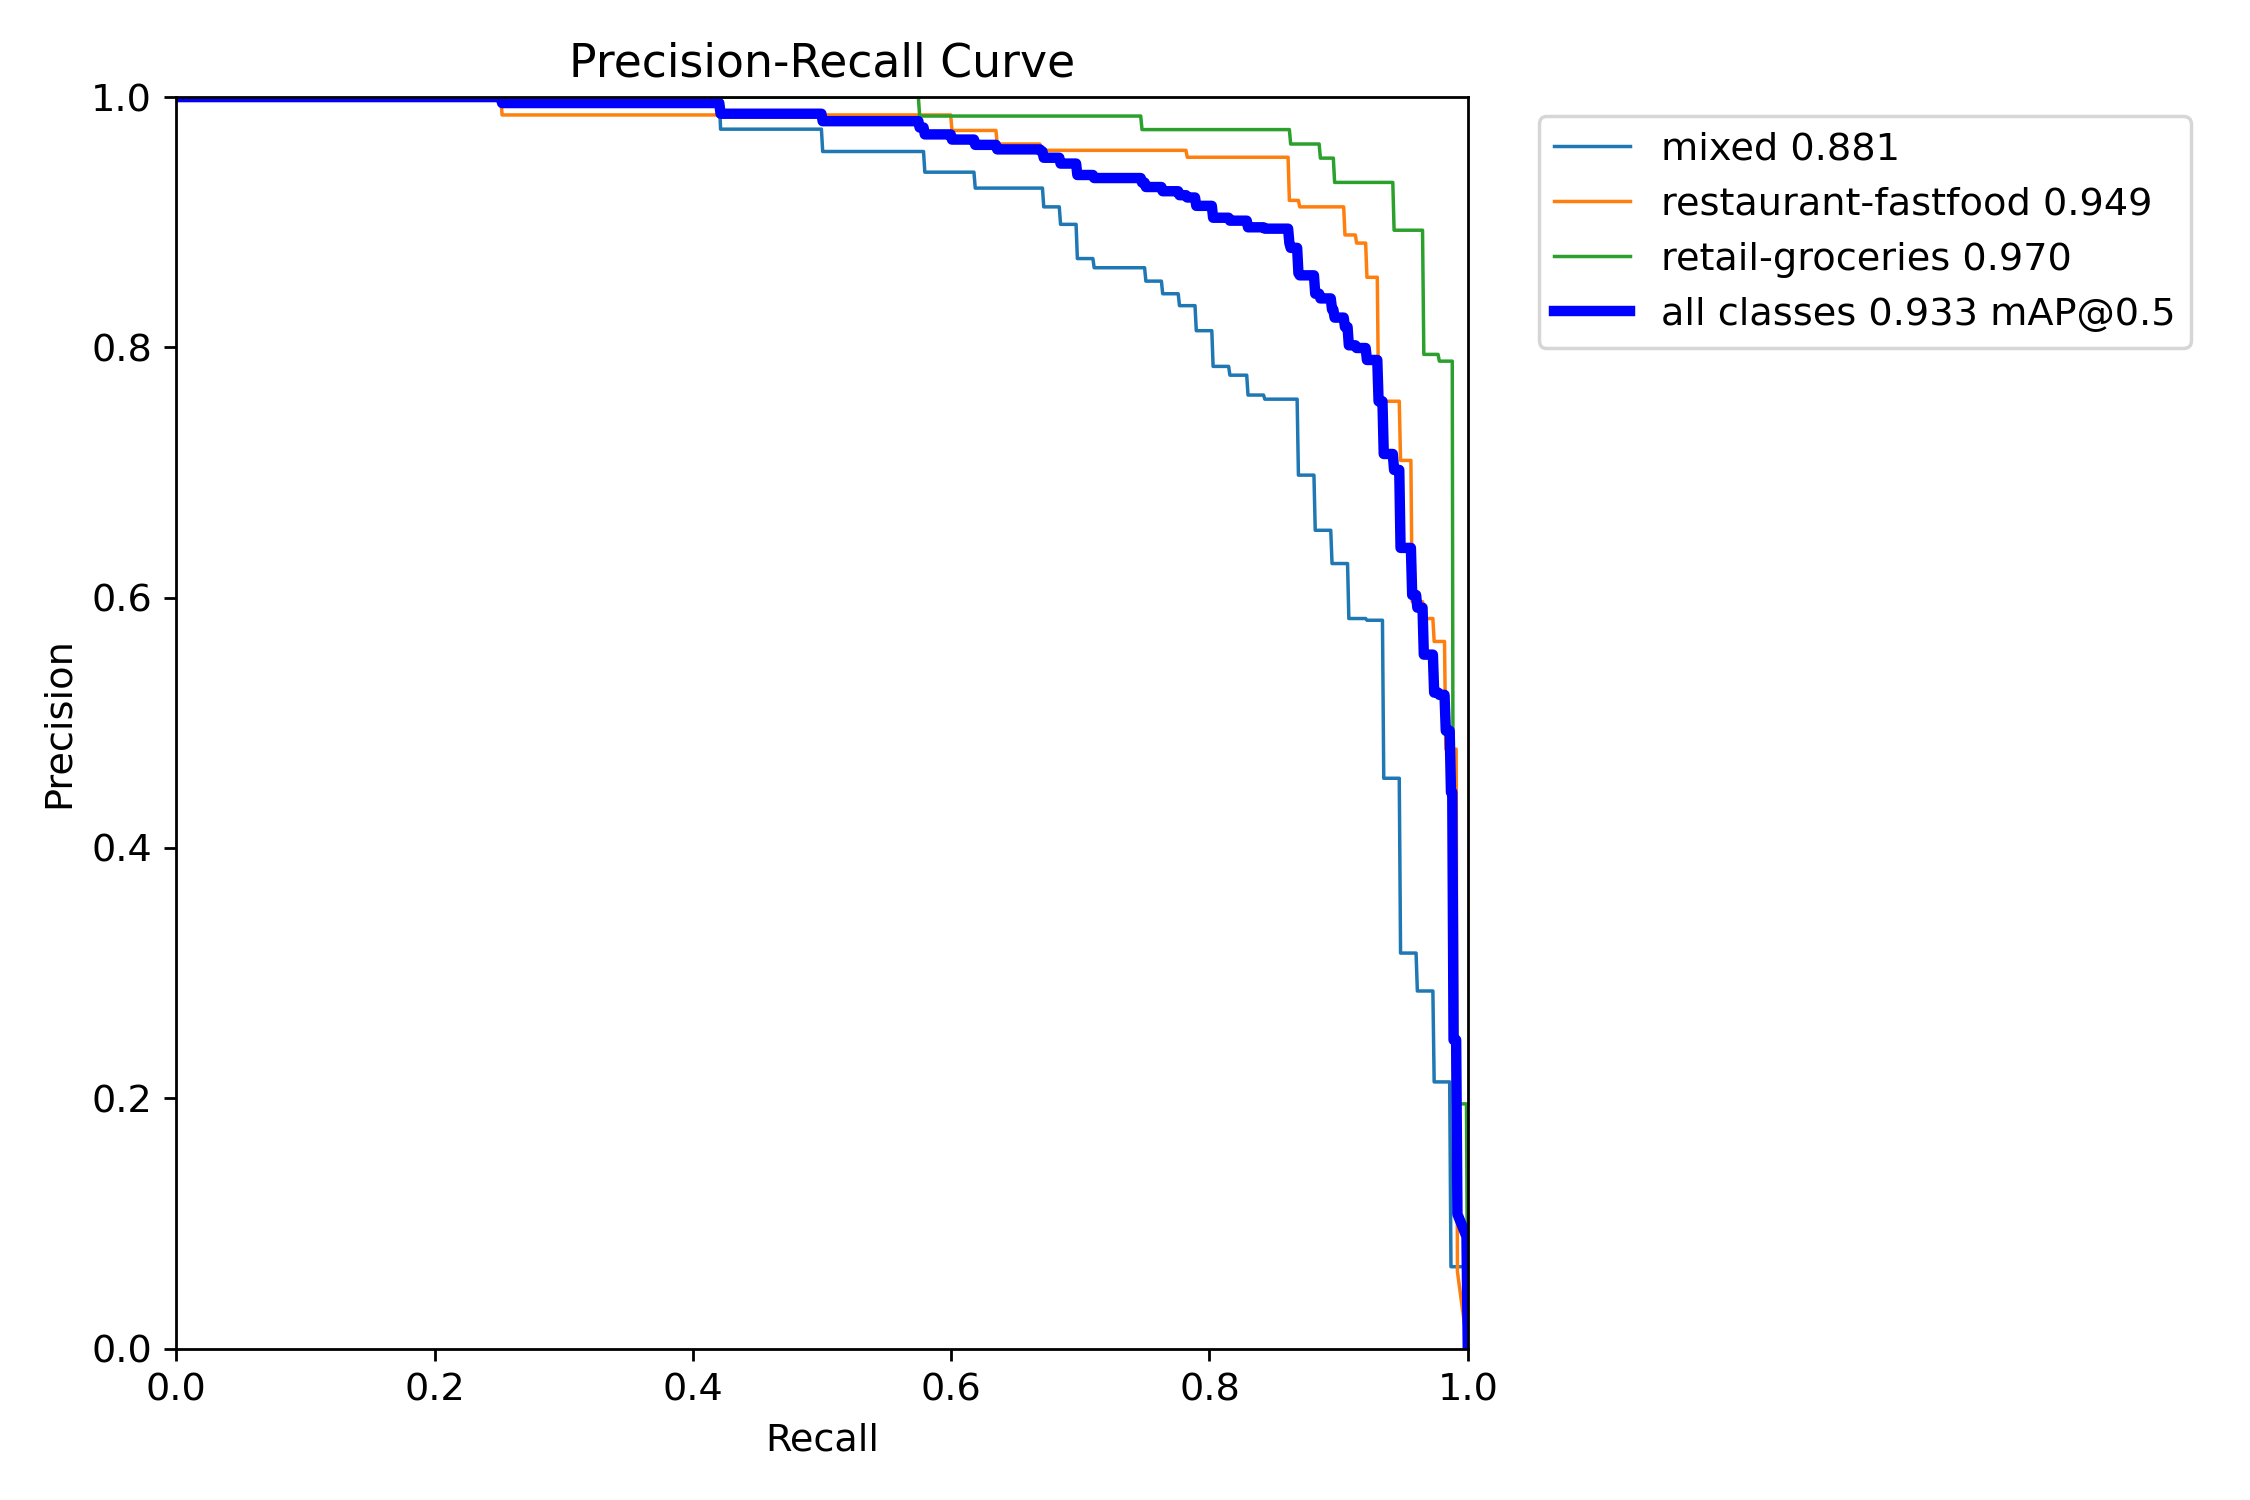 Precision-Recall Curve
1.0
0.8
0.6
0.4
0.2
0.0
Precision
0.0 0.2 0.4 0.6 0.8 1.0
Recall
mixed 0.881
restaurant-fastfood 0.949
retail-groceries 0.970
all classes 0.933 mAP@0.5